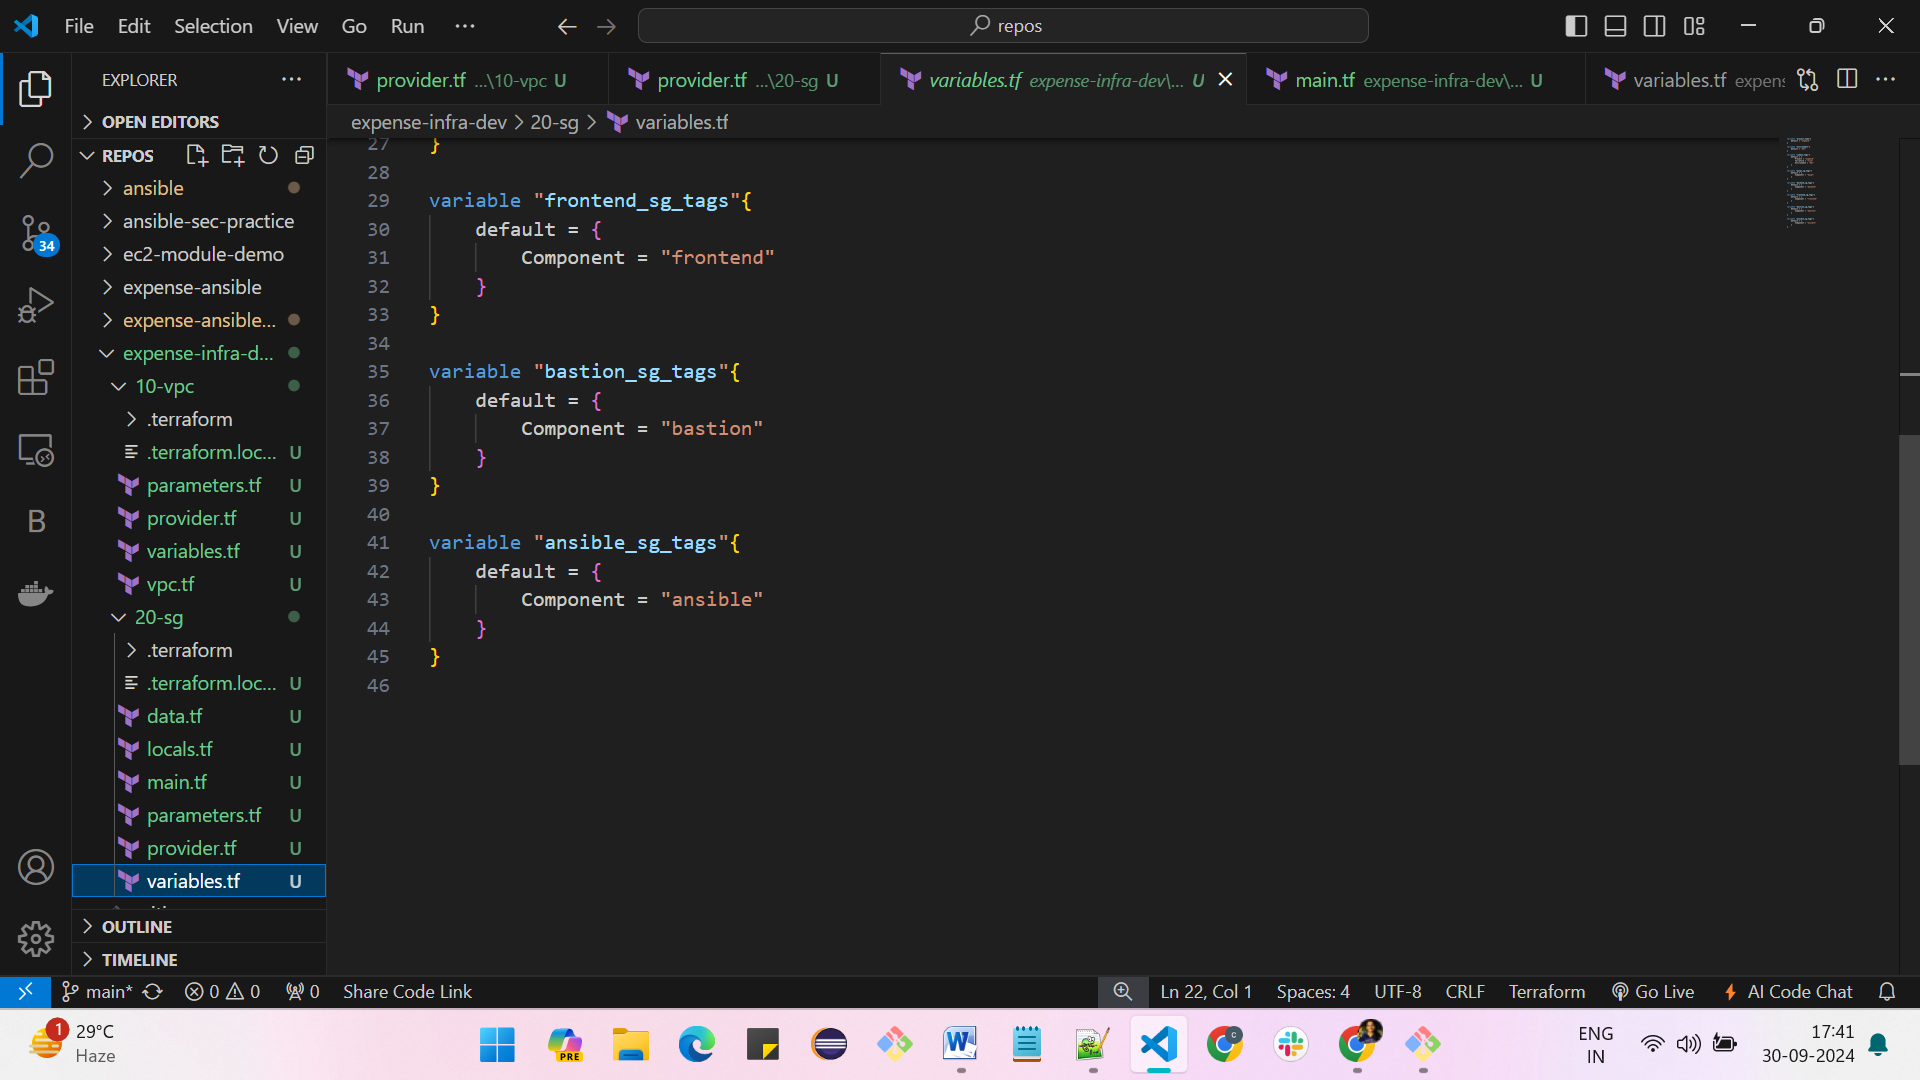 File Edit Selection View Go Run ···
repos
EXPLORER
OPEN EDITORS
REPOS
ansible
ansible-sec-practice
ec2-module-demo
expense-ansible
expense-ansible...
expense-infra-d...
10-vpc
.terraform
.terraform.loc... U
parameters.tf U
provider.tf U
variables.tf U
vpc.tf U
20-sg
.terraform
.terraform.loc... U
data.tf U
locals.tf U
main.tf U
parameters.tf U
provider.tf U
variables.tf U
OUTLINE
TIMELINE
34
B
provider.tf ...\10-vpc U
provider.tf ...\20-sg U
variables.tf expense-infra-dev\... U
main.tf expense-infra-dev\... U
variables.tf expens
expense-infra-dev > 20-sg > variables.tf
27 }
28
29 variable "frontend_sg_tags"{
30 default = {
31 Component = "frontend"
32 }
33 }
34
35 variable "bastion_sg_tags"{
36 default = {
37 Component = "bastion"
38 }
39 }
40
41 variable "ansible_sg_tags"{
42 default = {
43 Component = "ansible"
44 }
45 }
46
main* 0 0 0 Share Code Link
Ln 22, Col 1 Spaces: 4 UTF-8 CRLF Terraform Go Live AI Code Chat
1
29°C
Haze
PRE
W
C
ENG
IN
17:41
30-09-2024